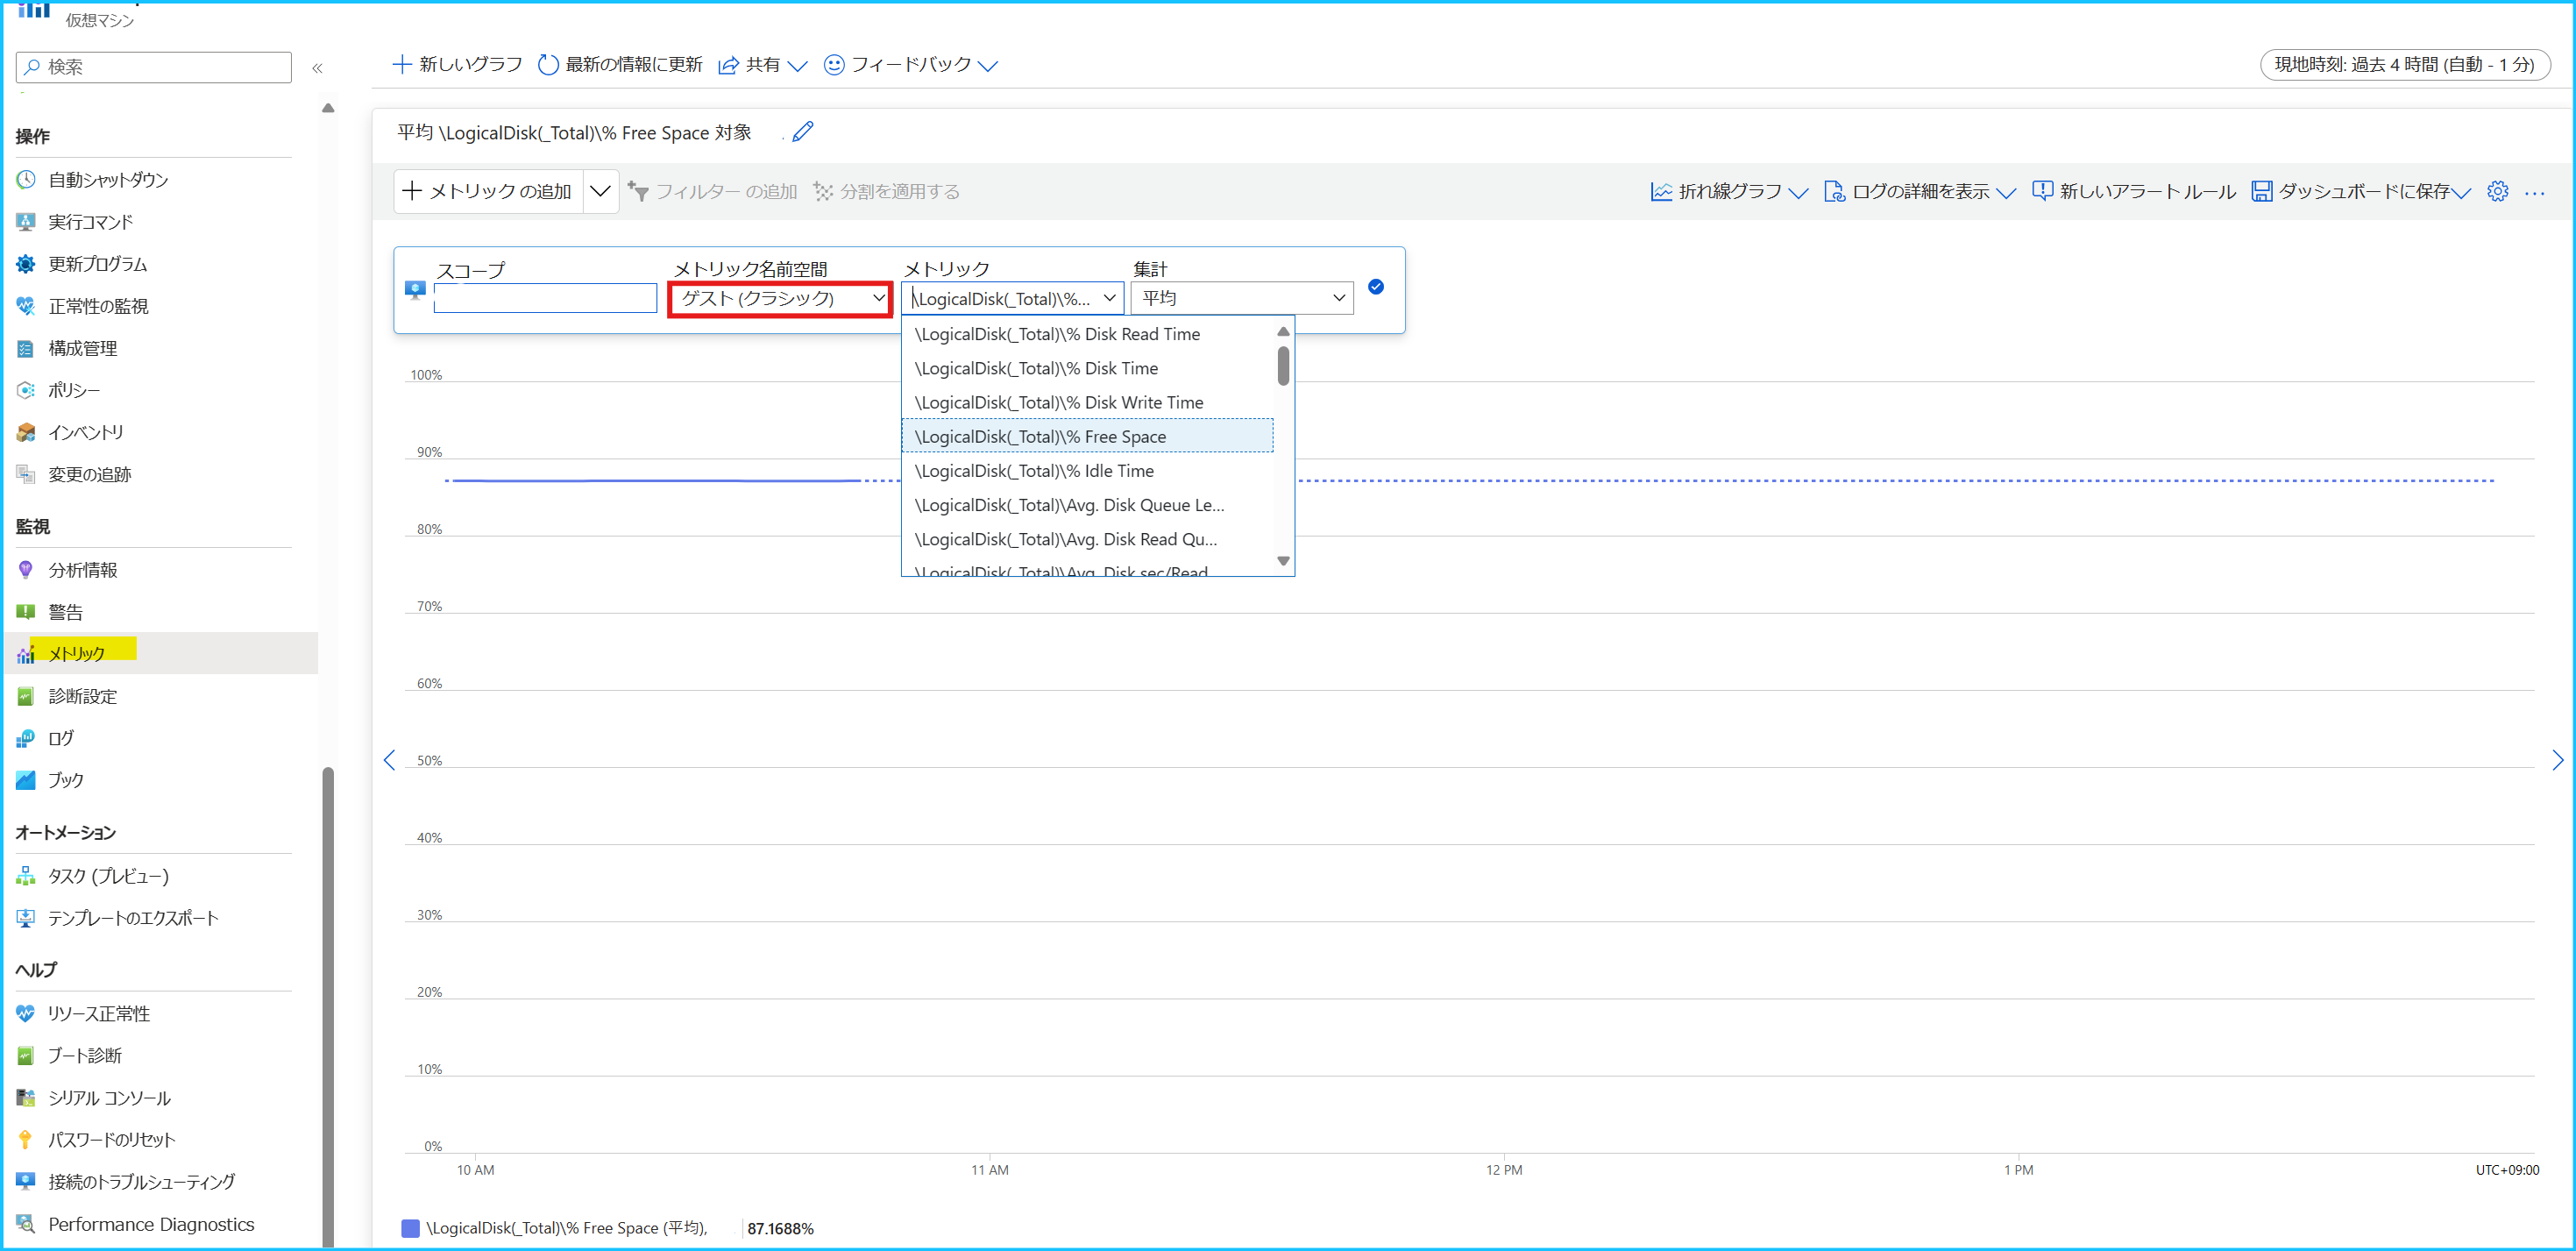 仮想マシン
検索
«
新しいグラフ
最新の情報に更新
共有
フィードバック
現地時刻: 過去 4 時間 (自動 - 1 分)
操作
自動シャットダウン
実行コマンド
更新プログラム
正常性の監視
構成管理
ポリシー
インベントリ
変更の追跡
監視
分析情報
警告
メトリック
診断設定
ログ
ブック
オートメーション
タスク (プレビュー)
テンプレートのエクスポート
ヘルプ
リソース正常性
ブート診断
シリアル コンソール
パスワードのリセット
接続のトラブルシューティング
Performance Diagnostics
平均 \LogicalDisk(_Total)\% Free Space 対象
メトリック の追加
フィルター の追加
分割を適用する
折れ線グラフ
ログの詳細を表示
新しいアラート ルール
ダッシュボードに保存
...
スコープ
メトリック名前空間
ゲスト (クラシック)
メトリック
\LogicalDisk(_Total)\%...
集計
平均
\LogicalDisk(_Total)\% Disk Read Time
\LogicalDisk(_Total)\% Disk Time
\LogicalDisk(_Total)\% Disk Write Time
\LogicalDisk(_Total)\% Free Space
\LogicalDisk(_Total)\% Idle Time
\LogicalDisk(_Total)\Avg. Disk Queue Le...
\LogicalDisk(_Total)\Avg. Disk Read Qu...
\LogicalDisk(_Total)\Avg. Disk sec/Read
100%
90%
80%
70%
60%
50%
40%
30%
20%
10%
0%
10 AM
11 AM
12 PM
1 PM
UTC+09:00
\LogicalDisk(_Total)\% Free Space (平均),
87.1688%